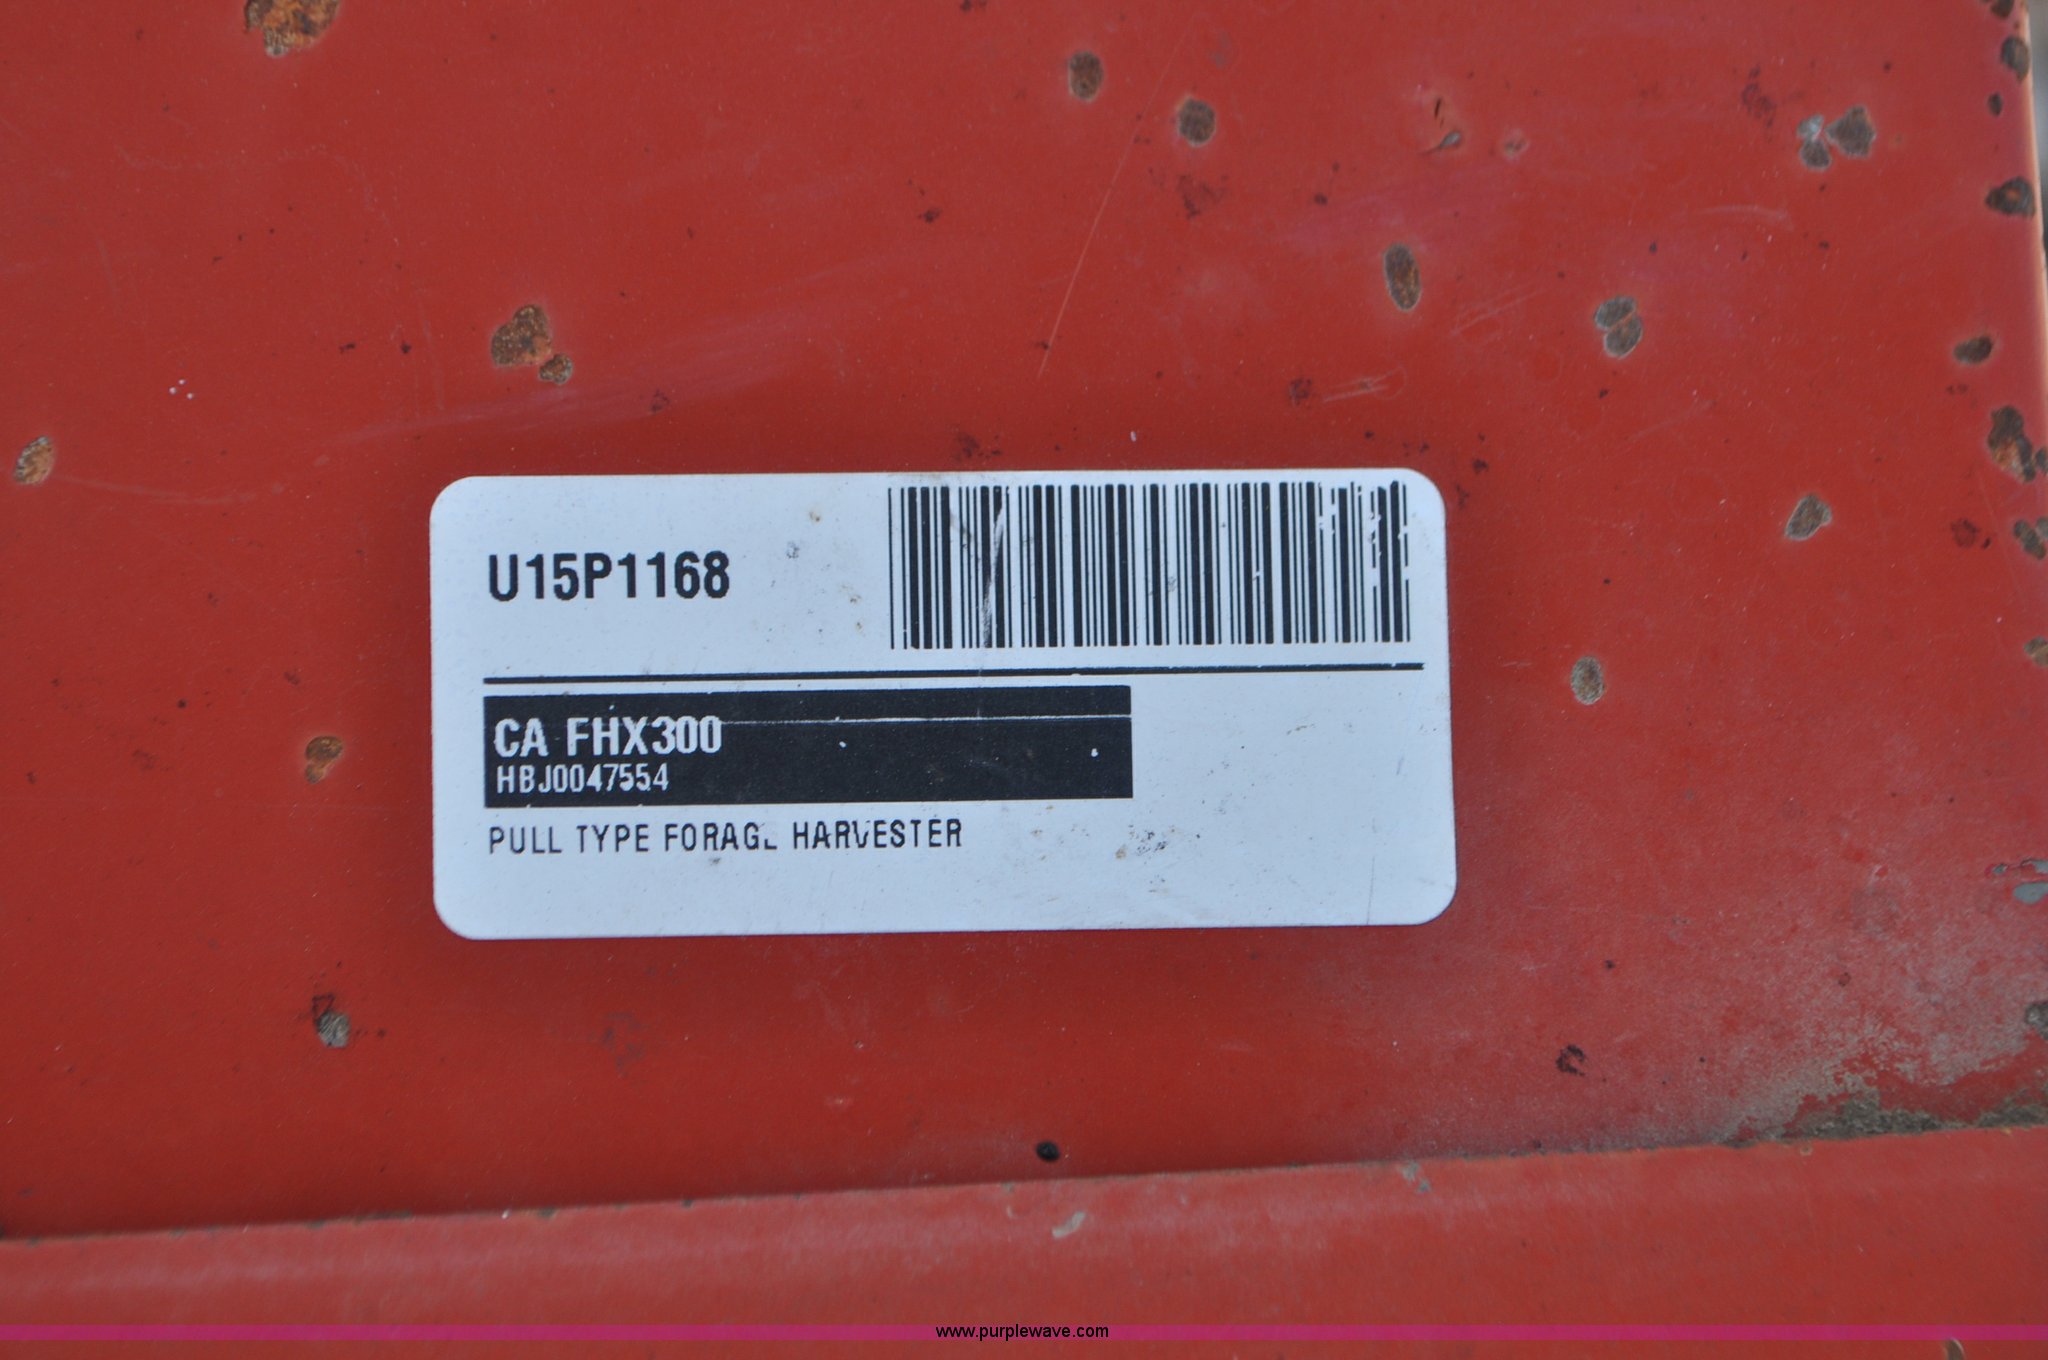 U15P1168
CA FHX300
HBJ0047554
PULL TYPE FORAGE HARVESTER
www.purplewave.com